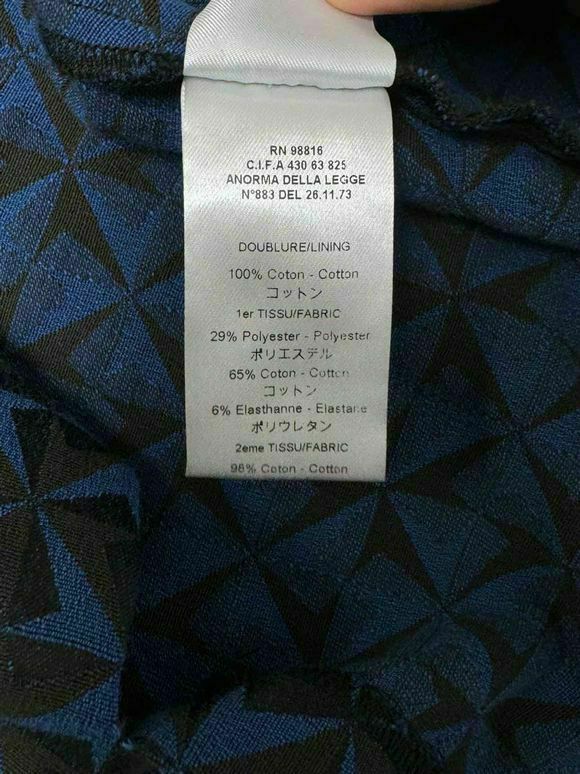 RN 98816
C.I.F.A 430 63 825
ANORMA DELLA LEGGE
N°883 DEL 26.11.73
DOUBLURE/LINING
100% Coton - Cotton
コットン
1er TISSU/FABRIC
29% Polyester - Polyester
ポリエステル
65% Coton - Cotton
コットン
6% Elasthanne - Elastane
ポリウレタン
2eme TISSU/FABRIC
98% Coton - Cotton